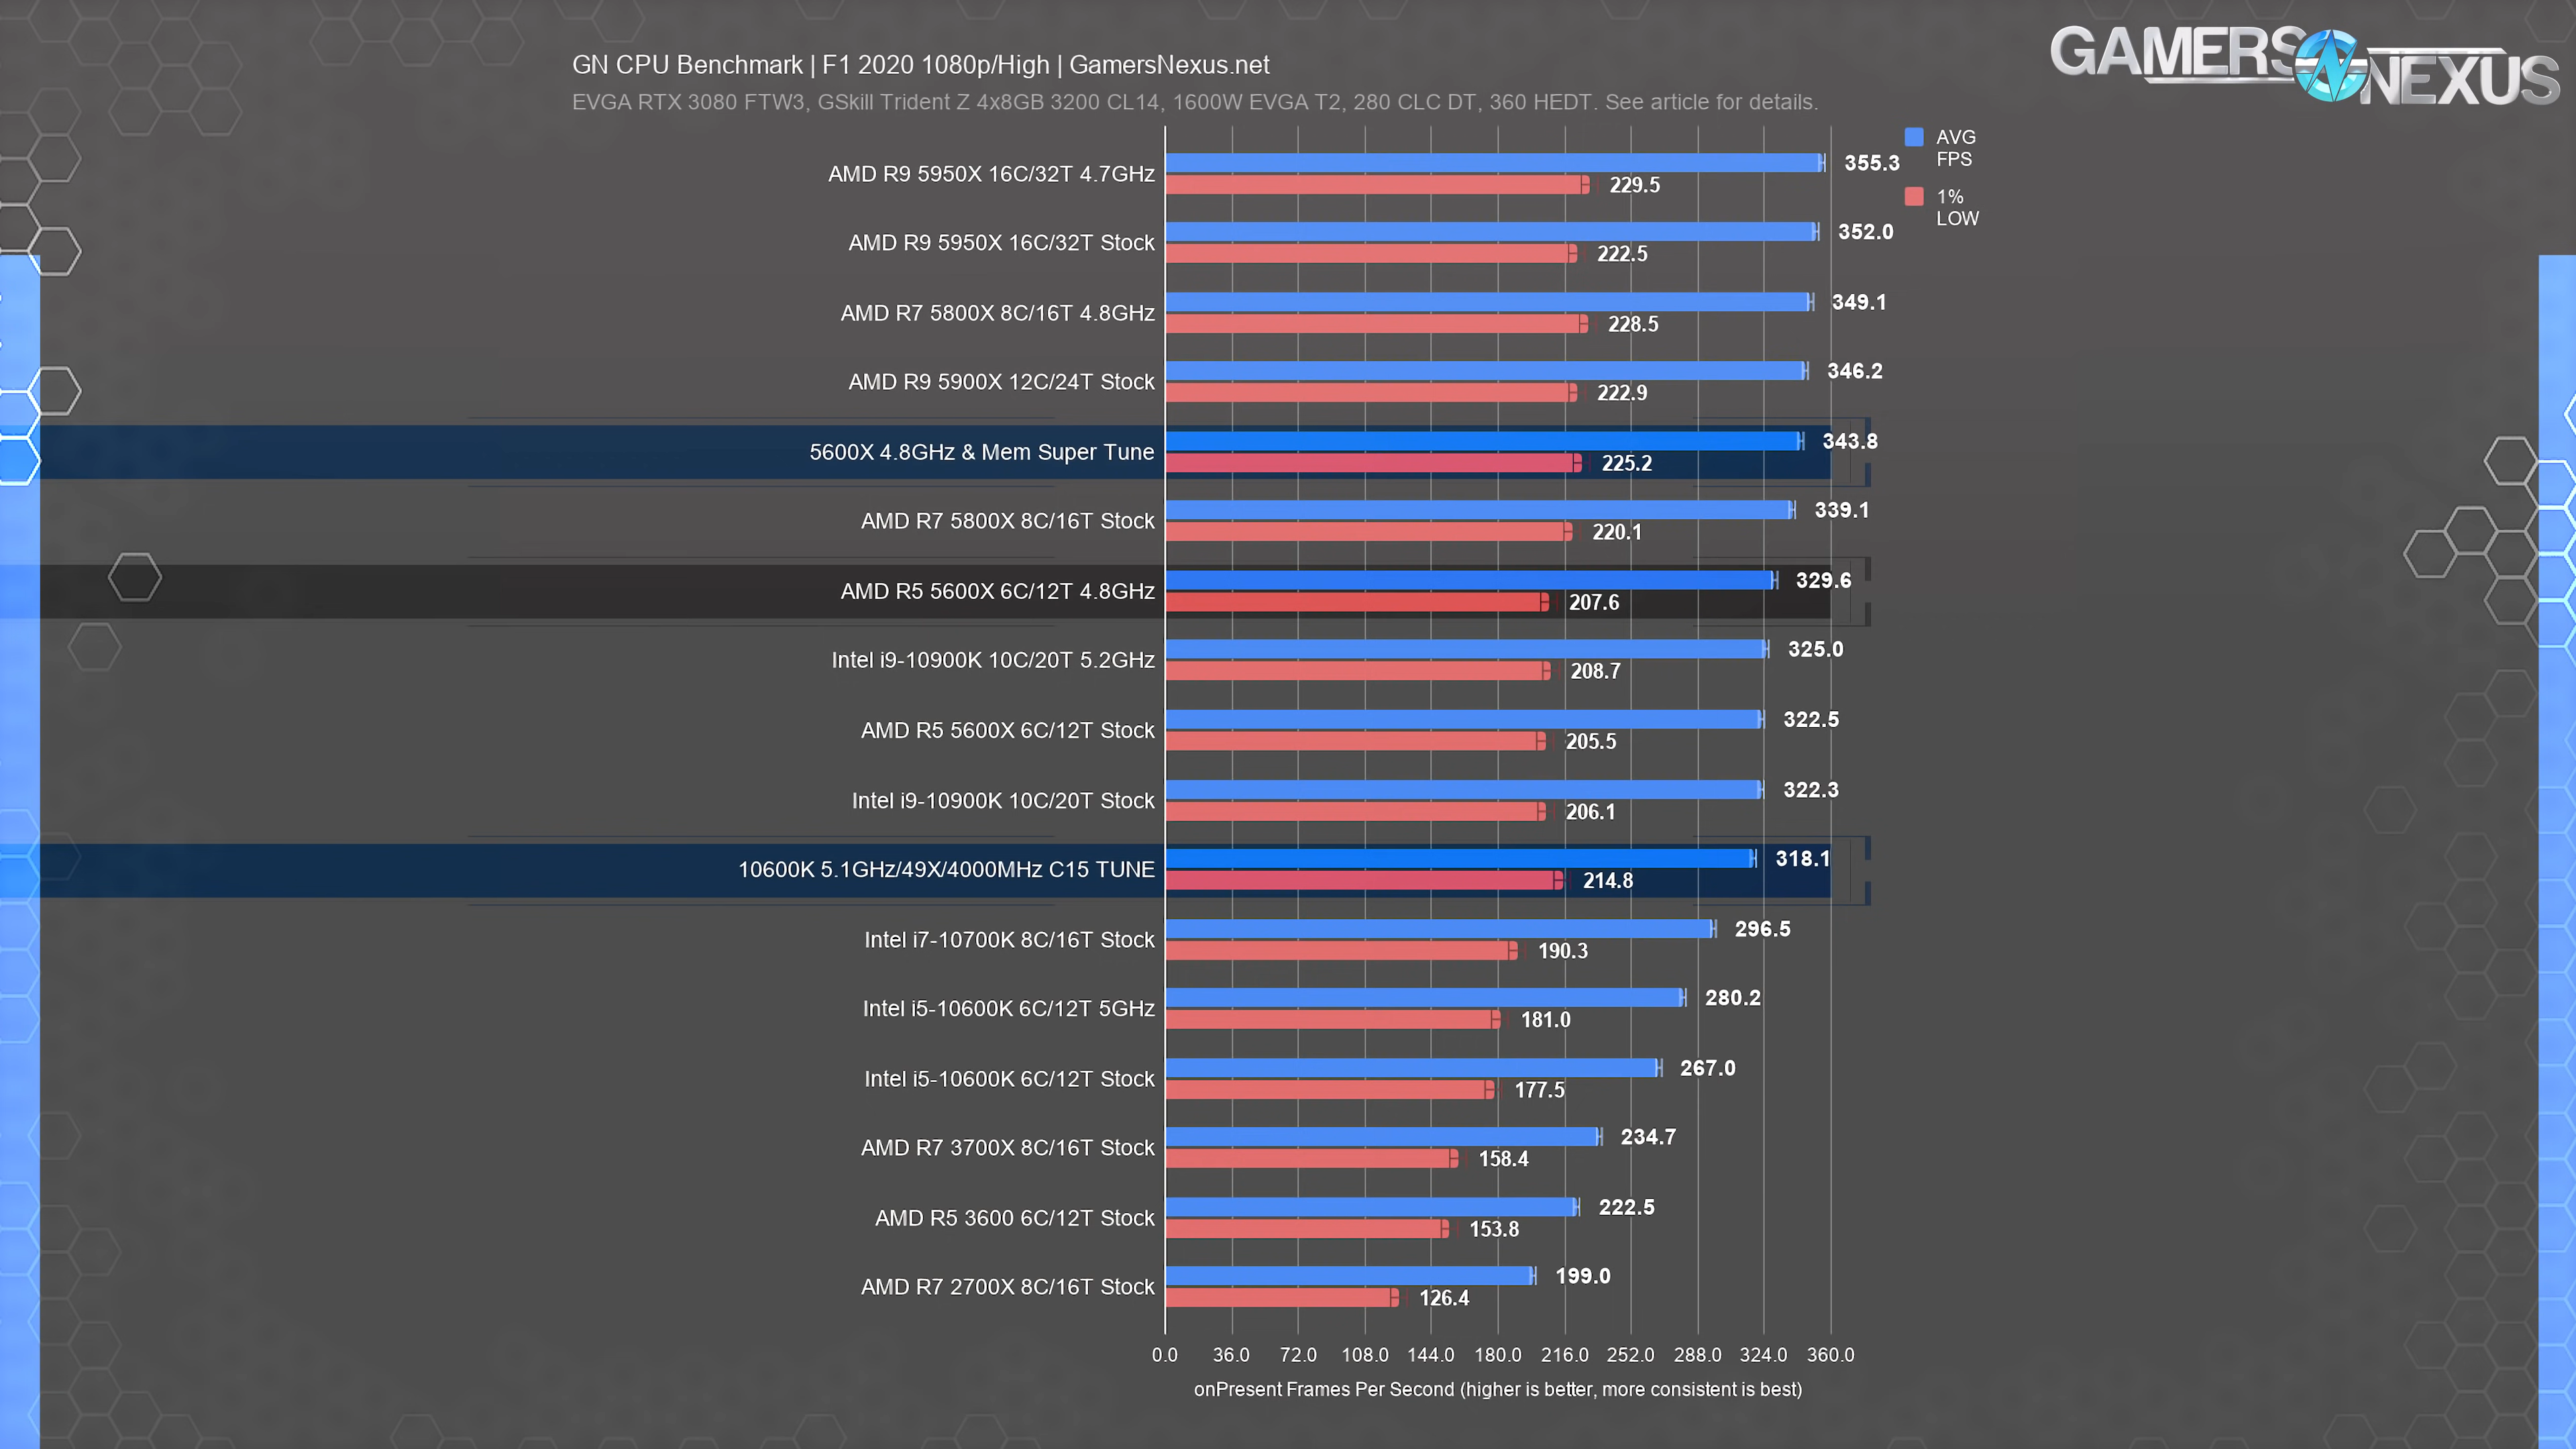 GAMERS NEXUS
GN CPU Benchmark | F1 2020 1080p/High | GamersNexus.net
EVGA RTX 3080 FTW3, GSkill Trident Z 4x8GB 3200 CL14, 1600W EVGA T2, 280 CLC DT, 360 HEDT. See article for details.
AVG
FPS
1%
LOW
AMD R9 5950X 16C/32T 4.7GHz
355.3
229.5
AMD R9 5950X 16C/32T Stock
352.0
222.5
AMD R7 5800X 8C/16T 4.8GHz
349.1
228.5
AMD R9 5900X 12C/24T Stock
346.2
222.9
5600X 4.8GHz & Mem Super Tune
343.8
225.2
AMD R7 5800X 8C/16T Stock
339.1
220.1
AMD R5 5600X 6C/12T 4.8GHz
329.6
207.6
Intel i9-10900K 10C/20T 5.2GHz
325.0
208.7
AMD R5 5600X 6C/12T Stock
322.5
205.5
Intel i9-10900K 10C/20T Stock
322.3
206.1
10600K 5.1GHz/49X/4000MHz C15 TUNE
318.1
214.8
Intel i7-10700K 8C/16T Stock
296.5
190.3
Intel i5-10600K 6C/12T 5GHz
280.2
181.0
Intel i5-10600K 6C/12T Stock
267.0
177.5
AMD R7 3700X 8C/16T Stock
234.7
158.4
AMD R5 3600 6C/12T Stock
222.5
153.8
AMD R7 2700X 8C/16T Stock
199.0
126.4
0.0 36.0 72.0 108.0 144.0 180.0 216.0 252.0 288.0 324.0 360.0
onPresent Frames Per Second (higher is better, more consistent is best)